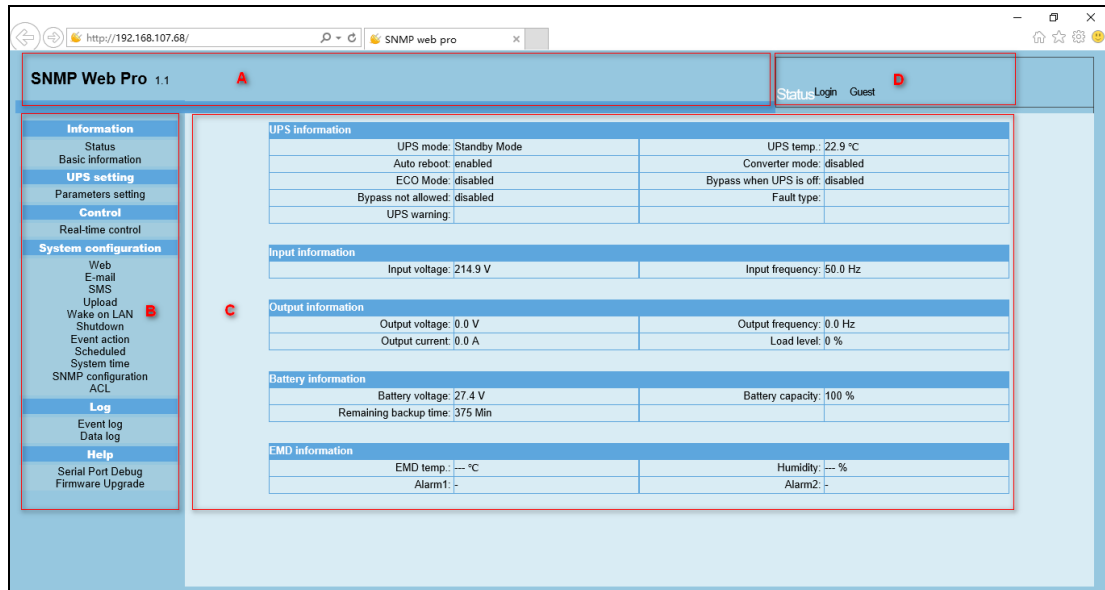 http://192.168.107.68/
SNMP web pro
SNMP Web Pro 1.1
A
Status Login Guest
D
Information
Status
Basic information
UPS setting
Parameters setting
Control
Real-time control
System configuration
Web
E-mail
SMS
Upload
Wake on LAN
Shutdown
Event action
Scheduled
System time
SNMP configuration
ACL
Log
Event log
Data log
Help
Serial Port Debug
Firmware Upgrade
B
C
UPS information
UPS mode: Standby Mode UPS temp.: 22.9 ℃
Auto reboot: enabled Converter mode: disabled
ECO Mode: disabled Bypass when UPS is off: disabled
Bypass not allowed: disabled Fault type:
UPS warning:
Input information
Input voltage: 214.9 V Input frequency: 50.0 Hz
Output information
Output voltage: 0.0 V Output frequency: 0.0 Hz
Output current: 0.0 A Load level: 0 %
Battery information
Battery voltage: 27.4 V Battery capacity: 100 %
Remaining backup time: 375 Min
EMD information
EMD temp.: --- ℃ Humidity: --- %
Alarm1: - Alarm2: -